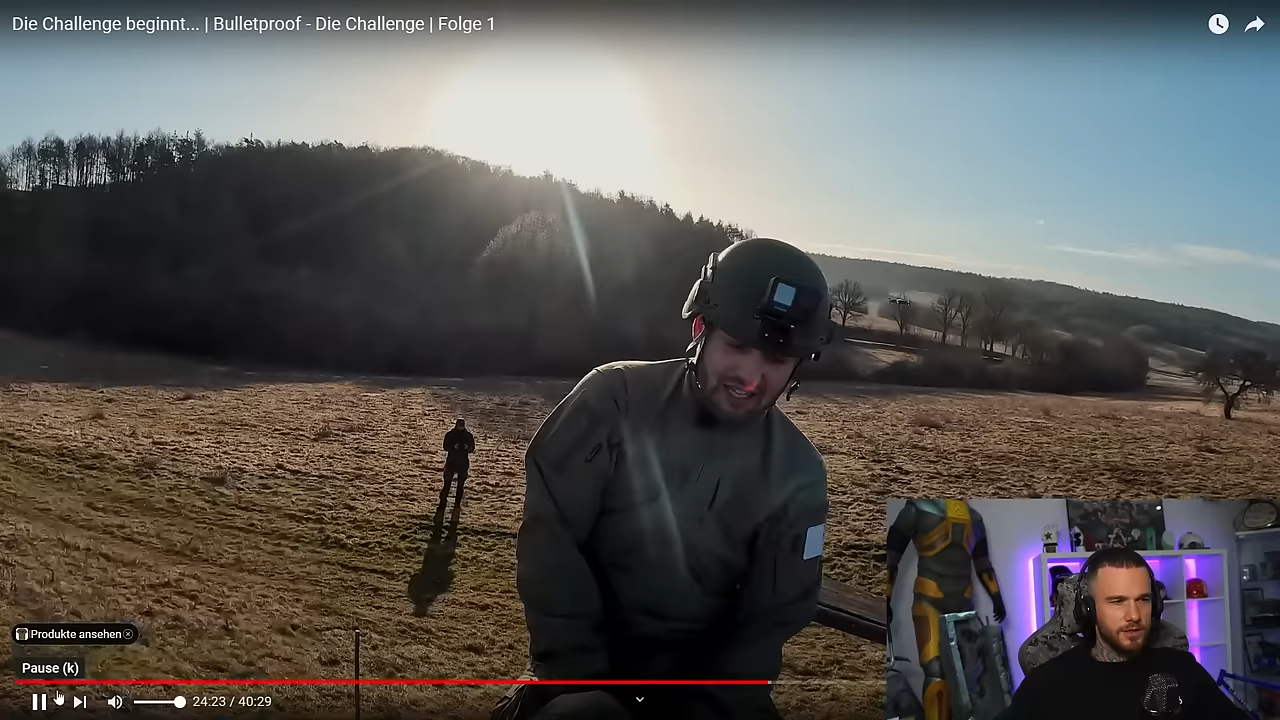 Die Challenge beginnt... | Bulletproof - Die Challenge | Folge 1
Produkte ansehen
Pause (k)
24:23 / 40:29